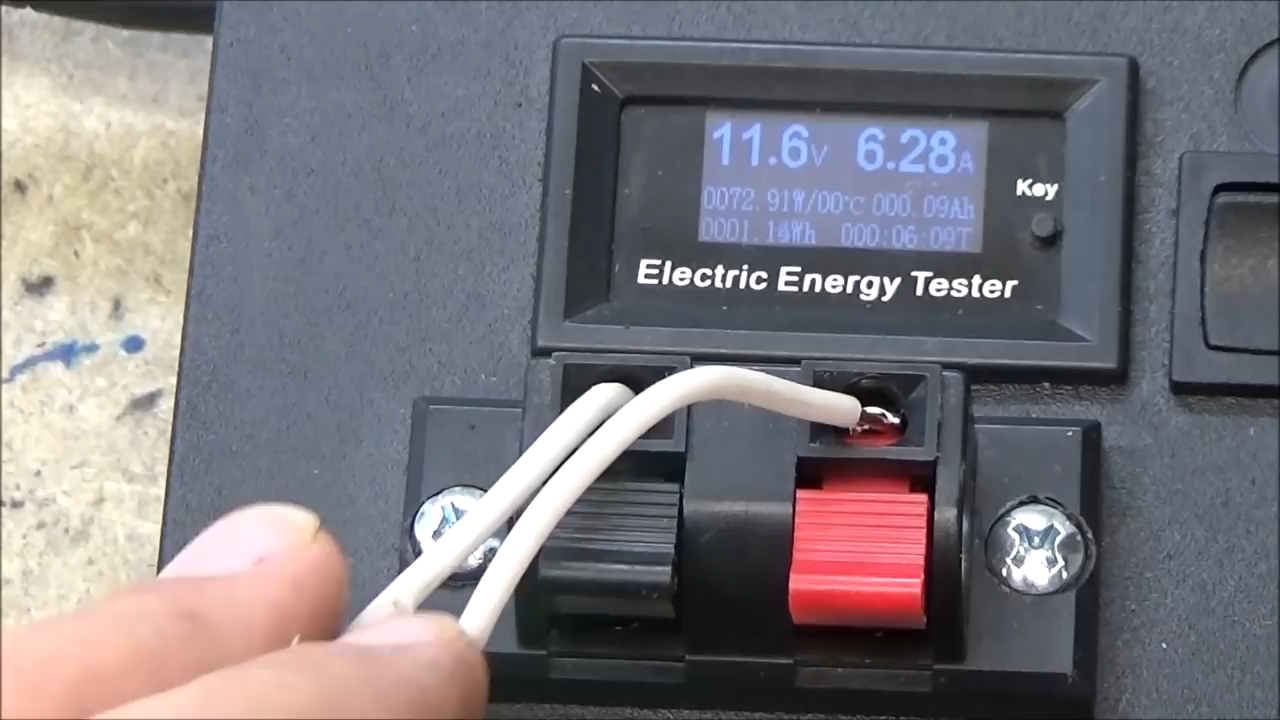 11.6V 6.28A
Key
0072.91W/00℃ 000.09Ah
0001.14Wh 000:06:09T
Electric Energy Tester